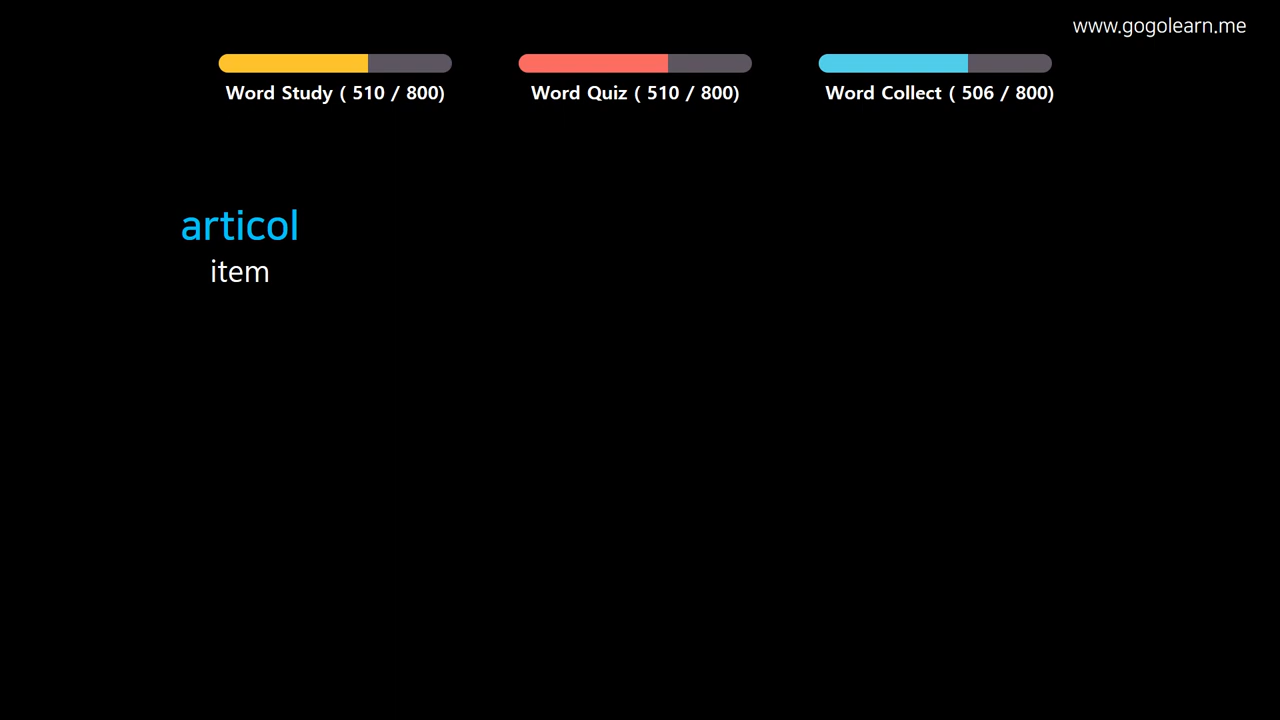 www.gogolearn.me
Word Study ( 510 / 800)
Word Quiz ( 510 / 800)
Word Collect ( 506 / 800)
articol
item